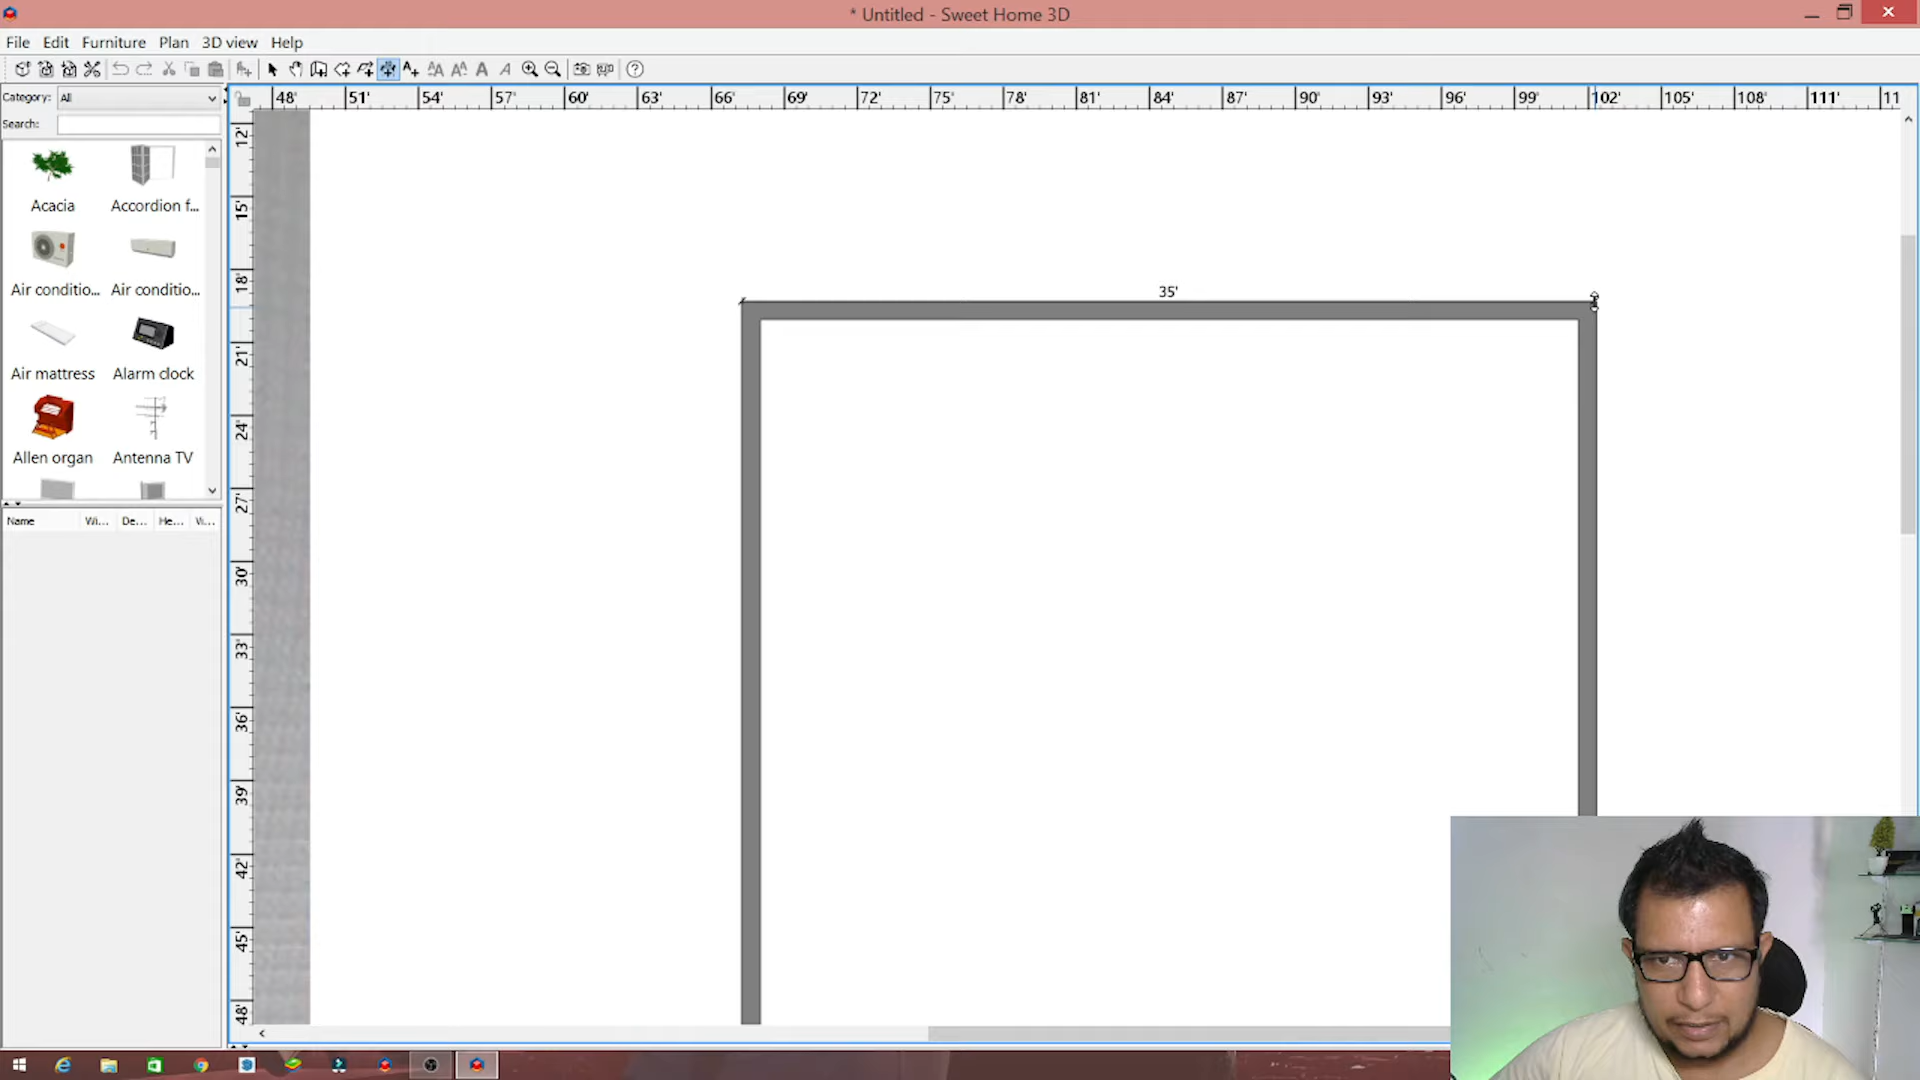 * Untitled - Sweet Home 3D
File Edit Furniture Plan 3D view Help
Category: All
Search:
48' 51' 54' 57' 60' 63' 66' 69' 72' 75' 78' 81' 84' 87' 90' 93' 96' 99' 102' 105' 108' 111' 11
12'
15'
18'
21'
24'
27'
30'
33'
36'
39'
42'
45'
48'
Acacia Accordion f...
Air conditio... Air conditio...
Air mattress Alarm clock
Allen organ Antenna TV
Name Wi... De... He... Vi...
35'